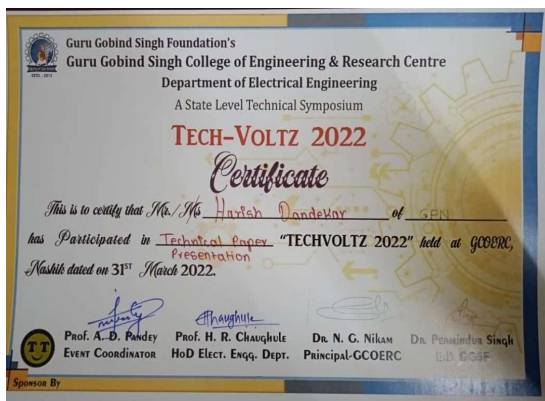 Guru Gobind Singh Foundation's
Guru Gobind Singh College of Engineering & Research Centre
Department of Electrical Engineering
A State Level Technical Symposium
TECH-VOLTZ 2022
Certificate
This is to certify that Mr./Ms Harish Dandekar of GPN
has Participated in Technical Paper "TECHVOLTZ 2022" held at GCOERC,
Presentation
Nashik dated on 31ST March 2022.
Prof. A. D. Pandey Prof. H. R. Chaughule Dr. N. G. Nikam Dr. Parminder Singh
Event Coordinator HoD Elect. Engg. Dept. Principal-GCOERC E.D. GGSF
TT
Sponsor By